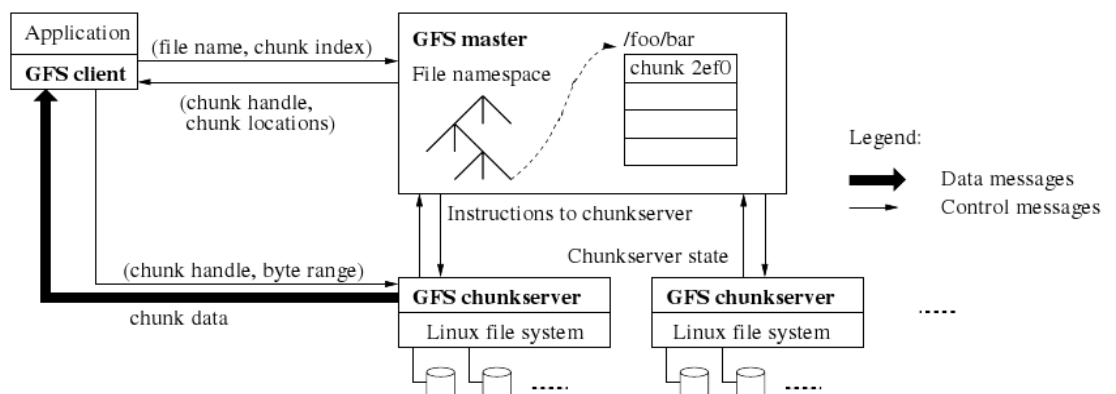 Application
GFS client
(file name, chunk index)
(chunk handle,
chunk locations)
GFS master
File namespace
/foo/bar
chunk 2ef0
Legend:
Data messages
Control messages
Instructions to chunkserver
Chunkserver state
(chunk handle, byte range)
chunk data
GFS chunkserver
Linux file system
GFS chunkserver
Linux file system